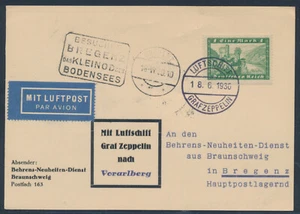 BESUCHT
BREGENZ
DAS KLEINOD
BODENSEES
MIT LUFTPOST
PAR AVION
Mit Luftschiff
Graf Zeppelin
nach
Vorarlberg
Absender:
Behrens-Neuheiten-Dienst
Braunschweig
Postfach 163
Eine Mark
Deutsches Reich
LUFTSCHIFF
18.6.1930
GRAF ZEPPELIN
An den
Behrens-Neuheiten-Dienst
aus Braunschweig
in Bregenz
Hauptpostlagernd